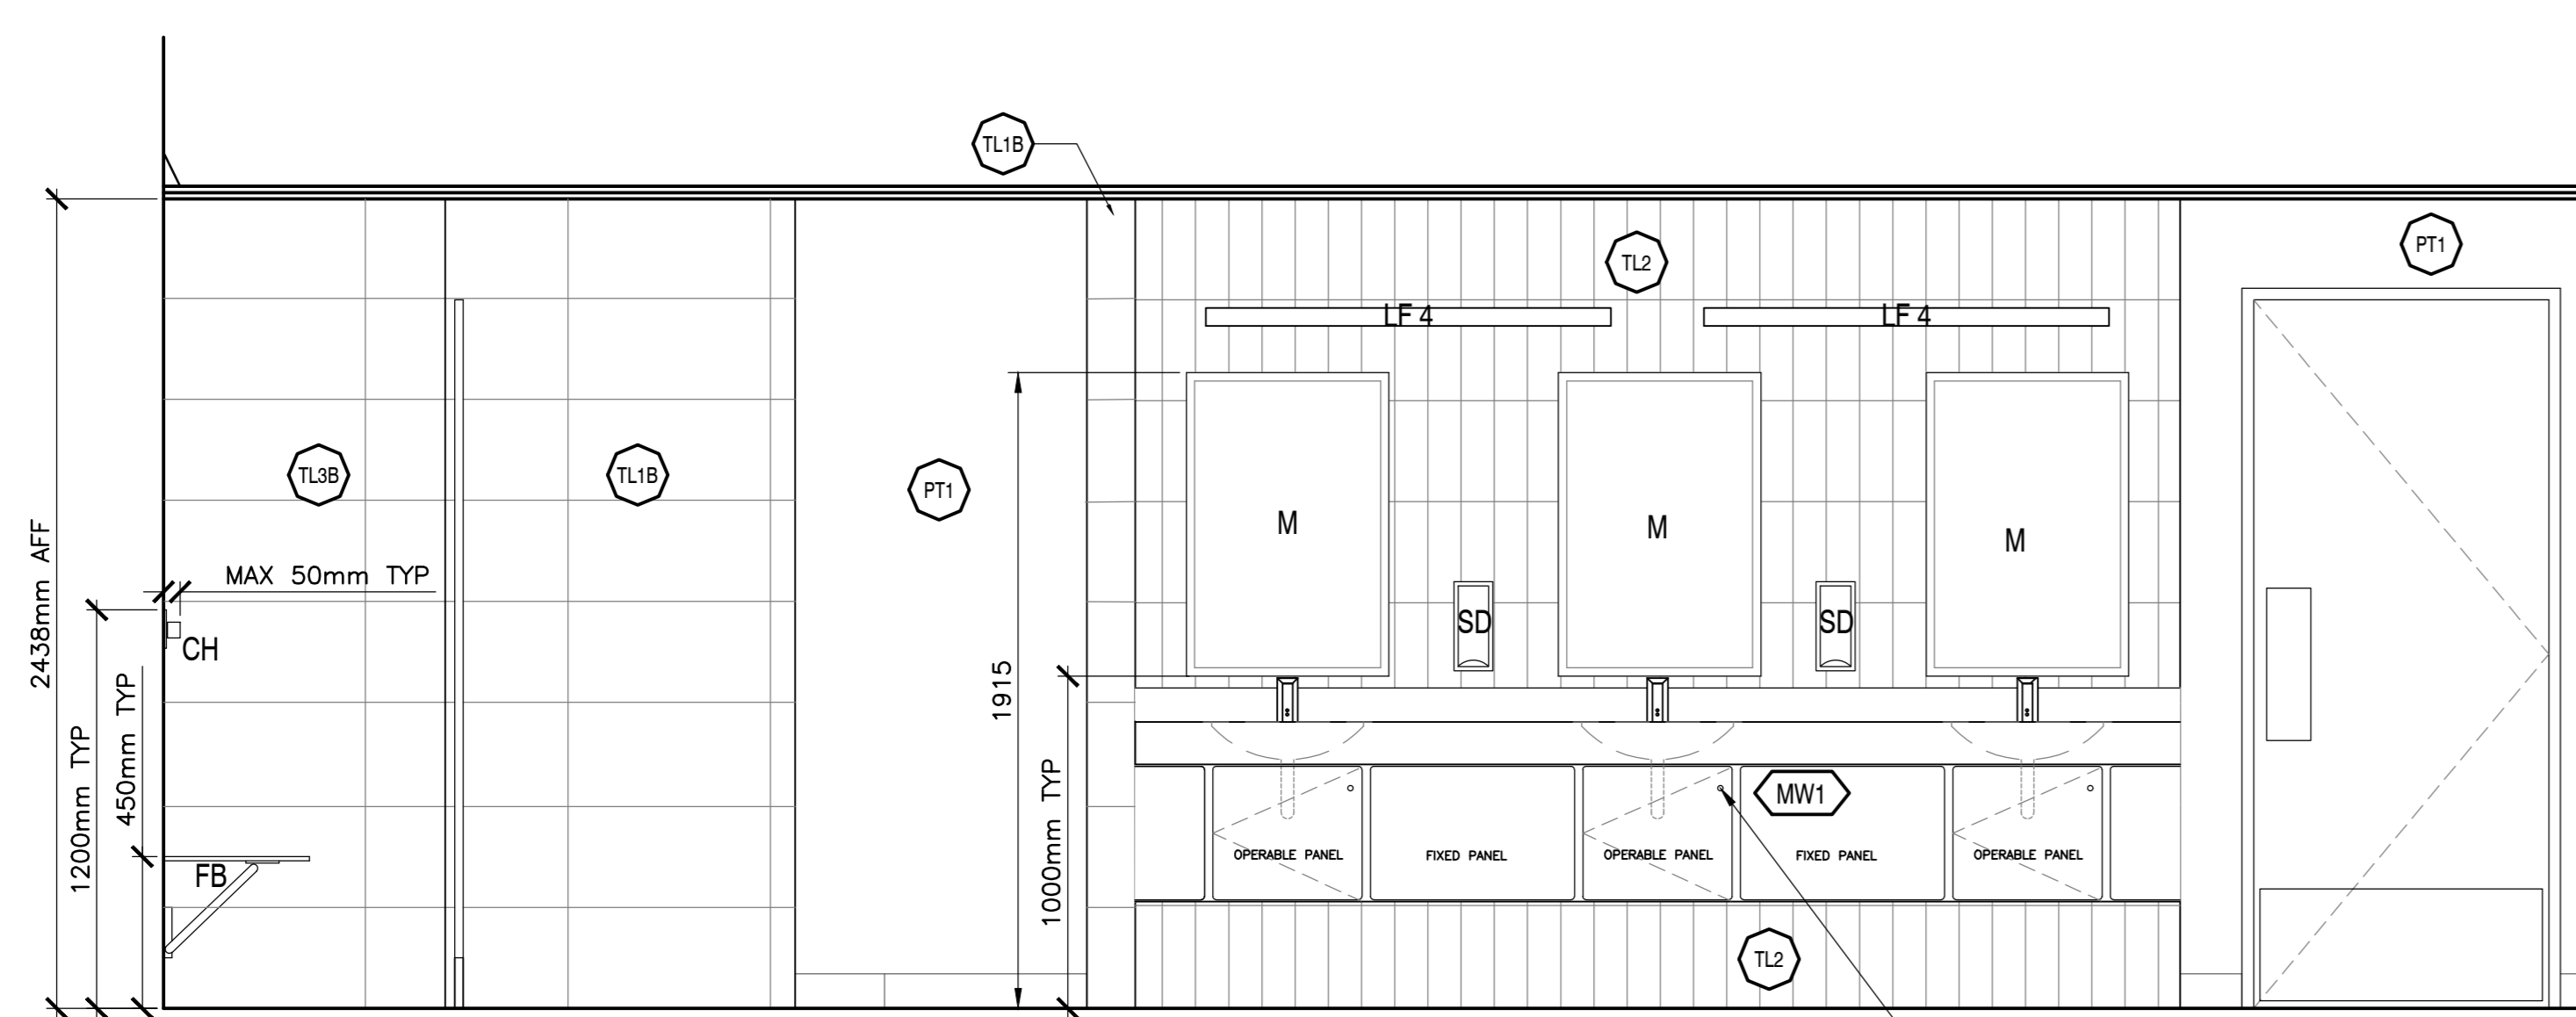 TL1B
TL2
PT1
LF 4
LF 4
TL3B
TL1B
PT1
M
M
M
2438mm AFF
MAX 50mm TYP
CH
SD
SD
1200mm TYP
450mm TYP
1915
1000mm TYP
MW1
FB
OPERABLE PANEL
FIXED PANEL
OPERABLE PANEL
FIXED PANEL
OPERABLE PANEL
TL2